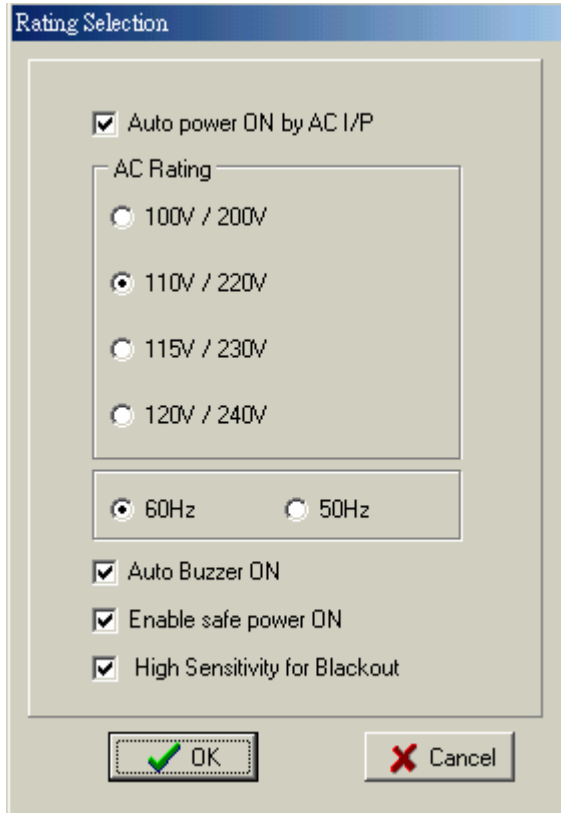 Rating Selection
Auto power ON by AC I/P
AC Rating
100V / 200V
110V / 220V
115V / 230V
120V / 240V
60Hz 50Hz
Auto Buzzer ON
Enable safe power ON
High Sensitivity for Blackout
OK Cancel